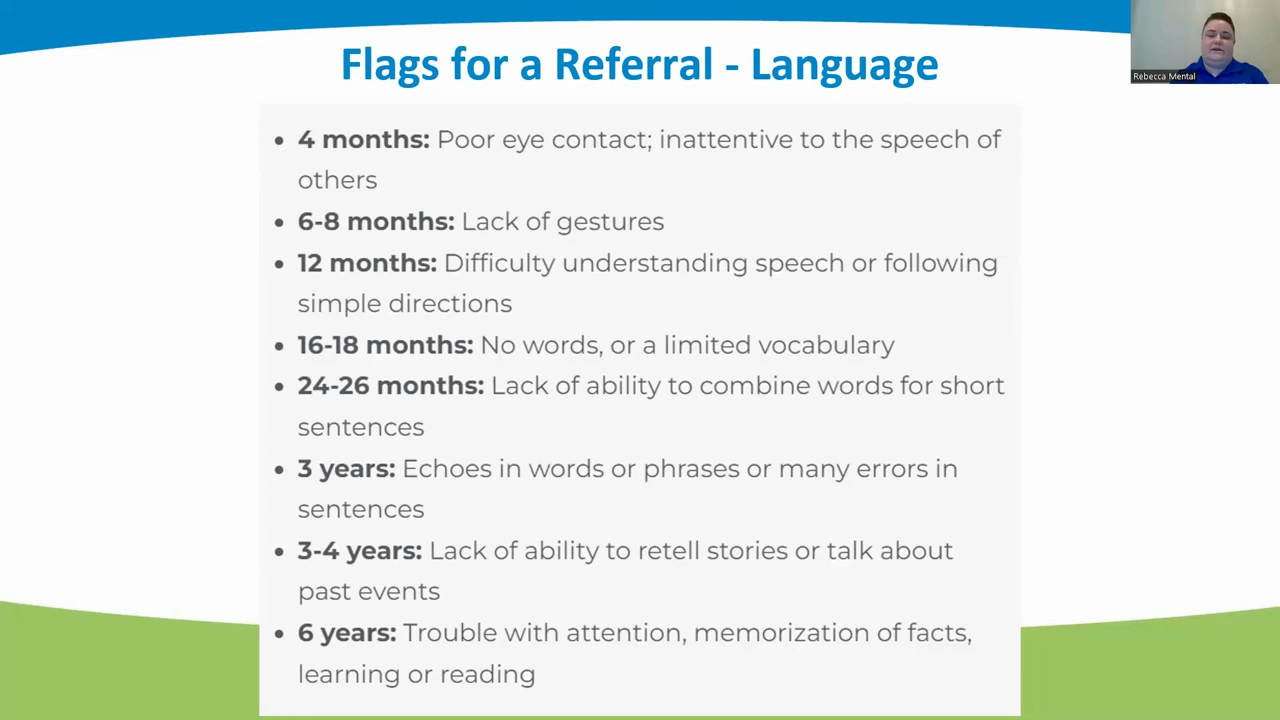 Flags for a Referral - Language
Rebecca Mental
• 4 months: Poor eye contact; inattentive to the speech of
others
• 6-8 months: Lack of gestures
• 12 months: Difficulty understanding speech or following
simple directions
• 16-18 months: No words, or a limited vocabulary
• 24-26 months: Lack of ability to combine words for short
sentences
• 3 years: Echoes in words or phrases or many errors in
sentences
• 3-4 years: Lack of ability to retell stories or talk about
past events
• 6 years: Trouble with attention, memorization of facts,
learning or reading